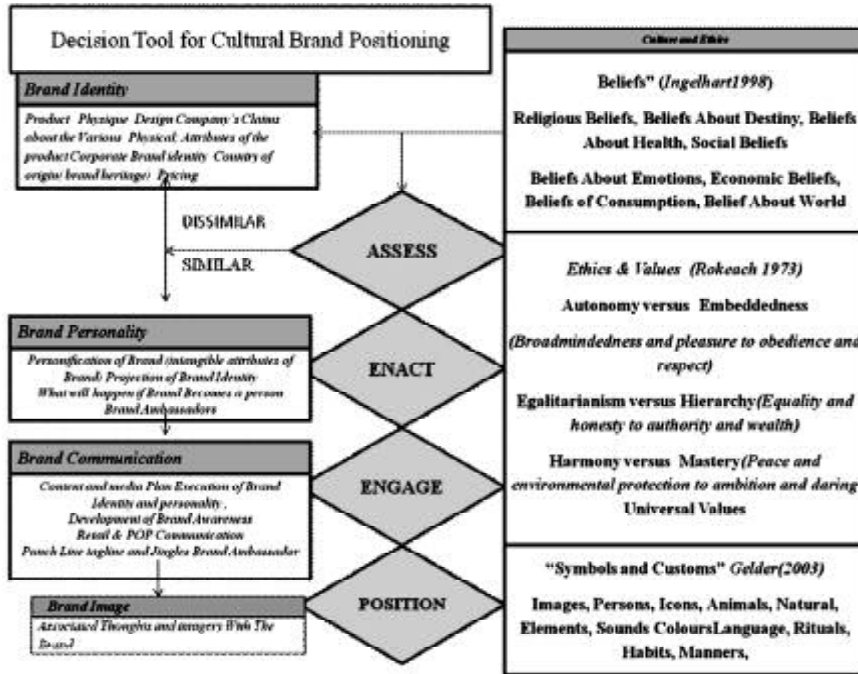 Decision Tool for Cultural Brand Positioning
Brand Identity
Product Physique Design Company's Claims
about the Various Physical, Attributes of the
product Corporate Brand identity Country of
origin( brand heritage) Pricing
DISSIMILAR
SIMILAR
Brand Personality
Personification of Brand (intangible attributes of
Brand) Projection of Brand Identity
What will happen if Brand Becomes a person
Brand Ambassadors
Brand Communication
Content and media Plan Execution of Brand
Identity and personality ,
Development of Brand Awareness
Retail & POP Communication
Punch Line tagline and Jingles Brand Ambassador
Brand Image
Associated Thoughts and imagery With The
Brand
ASSESS
ENACT
ENGAGE
POSITION
Culture and Ethics
Beliefs" (Ingelhart1998)
Religious Beliefs, Beliefs About Destiny, Beliefs
About Health, Social Beliefs
Beliefs About Emotions, Economic Beliefs,
Beliefs of Consumption, Belief About World
Ethics & Values (Rokeach 1973)
Autonomy versus Embeddedness
(Broadmindedness and pleasure to obedience and
respect)
Egalitarianism versus Hierarchy(Equality and
honesty to authority and wealth)
Harmony versus Mastery(Peace and
environmental protection to ambition and daring)
Universal Values
"Symbols and Customs" Gelder(2003)
Images, Persons, Icons, Animals, Natural,
Elements, Sounds ColoursLanguage, Rituals,
Habits, Manners,